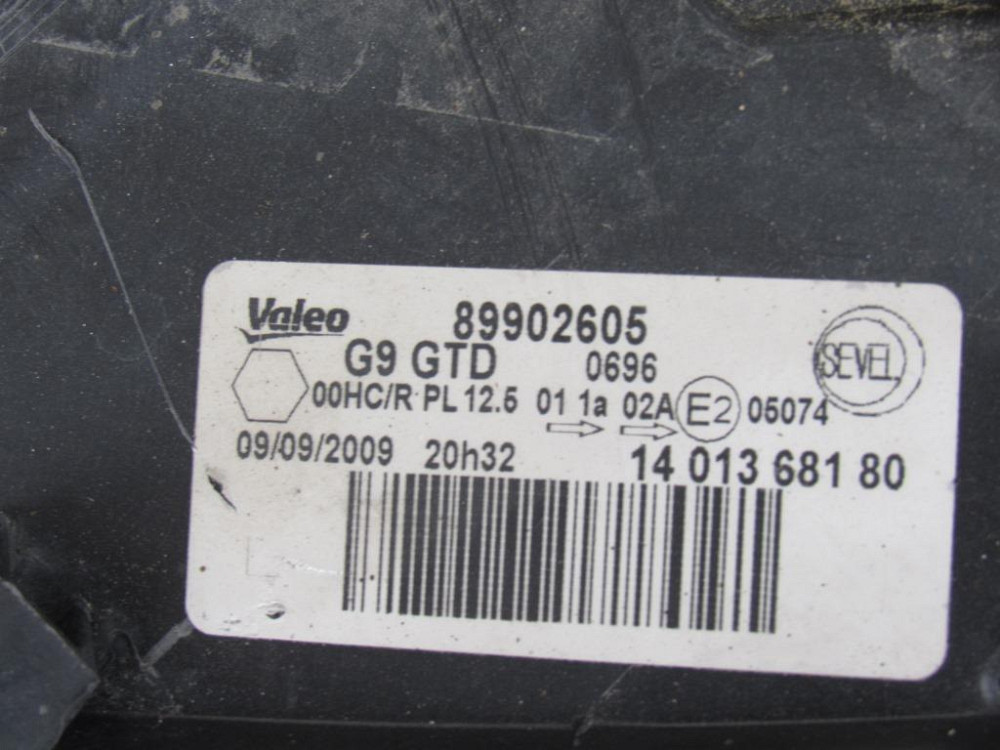 Valeo 89902605
G9 GTD 0696 SEVEL
00HC/R PL 12.5 01 1a 02A E2 05074
09/09/2009 20h32 14 013 681 80